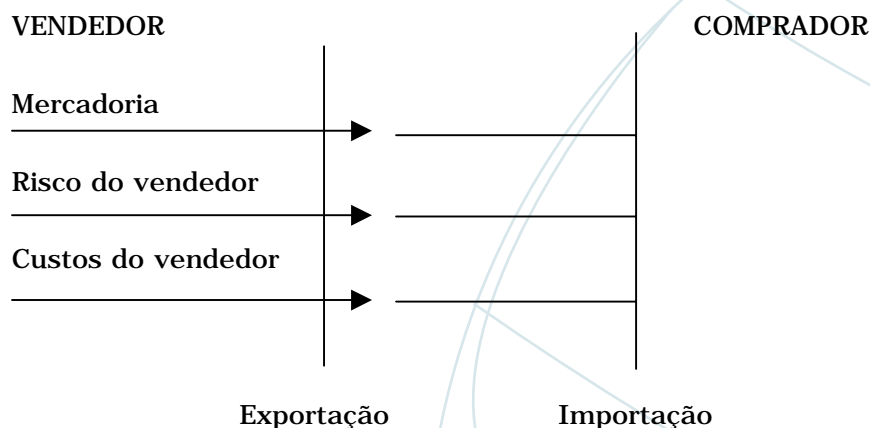 VENDEDOR COMPRADOR
Mercadoria
Risco do vendedor
Custos do vendedor
Exportação Importação